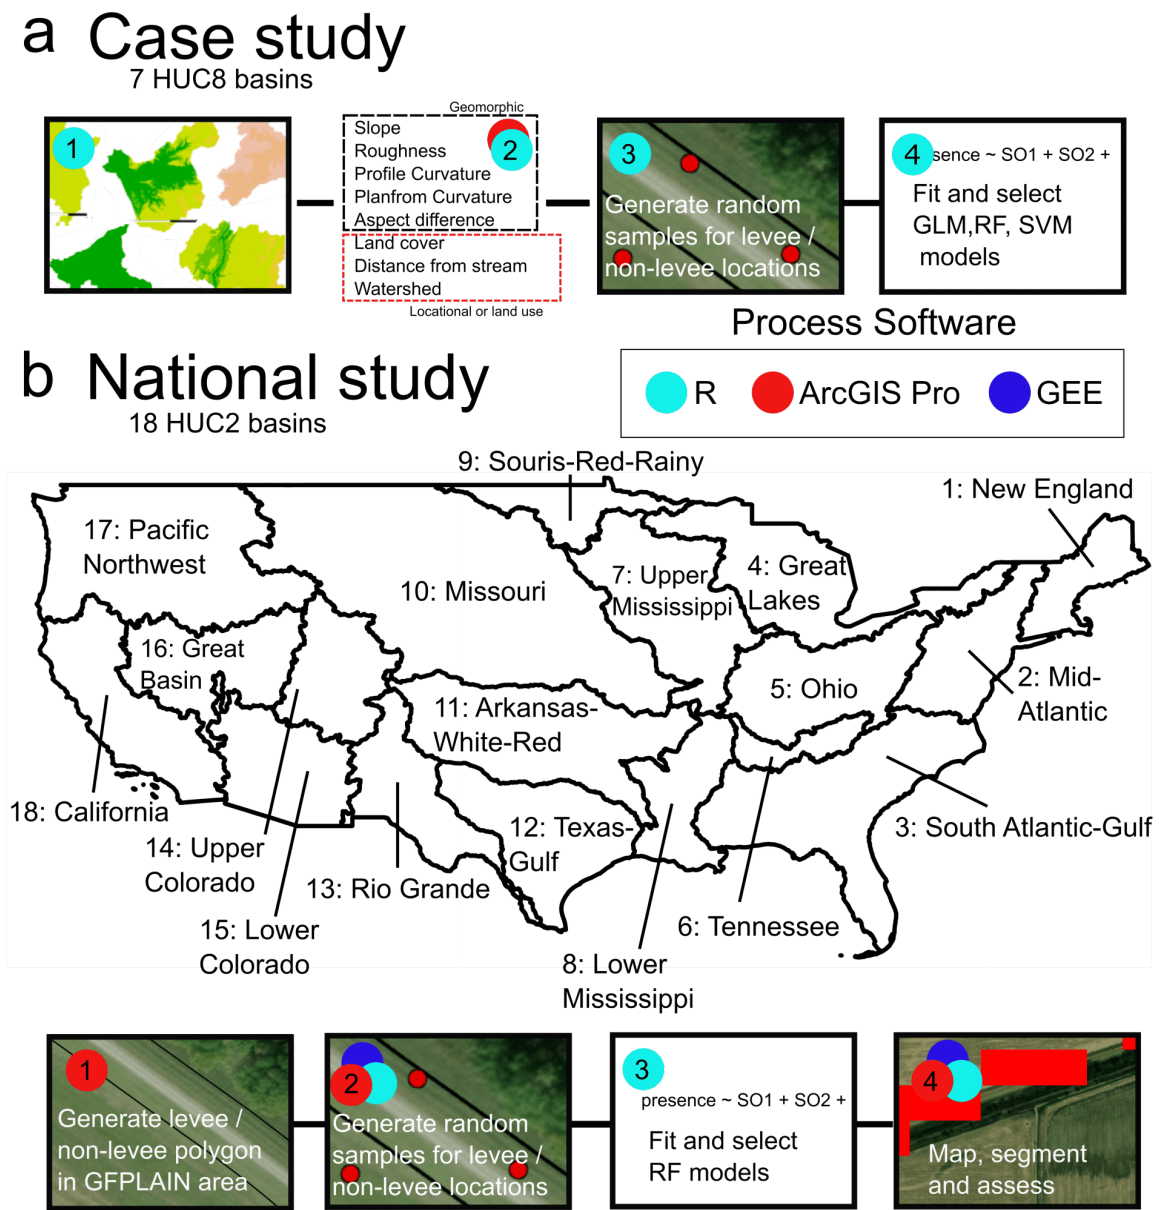 a Case study
7 HUC8 basins
1
Geomorphic
Slope
Roughness
Profile Curvature
Planfrom Curvature
Aspect difference
2
Land cover
Distance from stream
Watershed
Locational or land use
3
Generate random
samples for levee /
non-levee locations
4
sence ~ SO1 + SO2 +
Fit and select
GLM,RF, SVM
models
Process Software
R ArcGIS Pro GEE
b National study
18 HUC2 basins
9: Souris-Red-Rainy
1: New England
17: Pacific
Northwest
10: Missouri
7: Upper
Mississippi
4: Great
Lakes
16: Great
Basin
5: Ohio
2: Mid-
Atlantic
11: Arkansas-
White-Red
18: California
12: Texas-
Gulf
3: South Atlantic-Gulf
14: Upper
Colorado
13: Rio Grande
15: Lower
Colorado
6: Tennessee
8: Lower
Mississippi
1
Generate levee /
non-levee polygon
in GFPLAIN area
2
Generate random
samples for levee /
non-levee locations
3
presence ~ SO1 + SO2 +
Fit and select
RF models
4
Map, segment
and assess